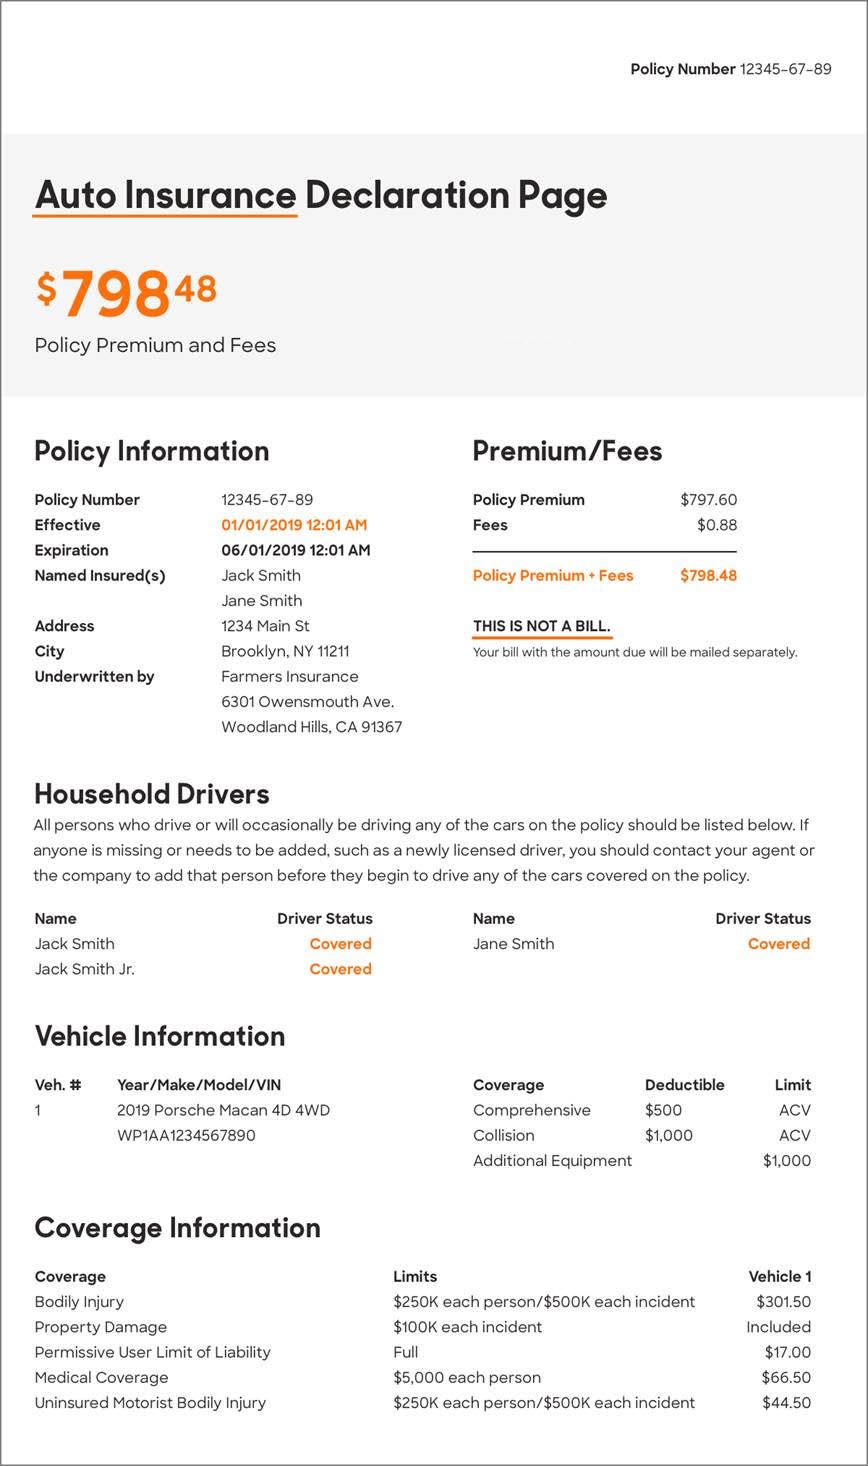 Policy Number 12345-67-89
Auto Insurance Declaration Page
$798 48
Policy Premium and Fees
Policy Information
Policy Number 12345-67-89
Effective 01/01/2019 12:01 AM
Expiration 06/01/2019 12:01 AM
Named Insured(s) Jack Smith
Jane Smith
Address 1234 Main St
City Brooklyn, NY 11211
Underwritten by Farmers Insurance
6301 Owensmouth Ave.
Woodland Hills, CA 91367
Premium/Fees
Policy Premium $797.60
Fees $0.88
Policy Premium + Fees $798.48
THIS IS NOT A BILL.
Your bill with the amount due will be mailed separately.
Household Drivers
All persons who drive or will occasionally be driving any of the cars on the policy should be listed below. If
anyone is missing or needs to be added, such as a newly licensed driver, you should contact your agent or
the company to add that person before they begin to drive any of the cars covered on the policy.
Name Driver Status Name Driver Status
Jack Smith Covered Jane Smith Covered
Jack Smith Jr. Covered
Vehicle Information
Veh. # Year/Make/Model/VIN
1 2019 Porsche Macan 4D 4WD
WP1AA1234567890
Coverage Deductible Limit
Comprehensive $500 ACV
Collision $1,000 ACV
Additional Equipment $1,000
Coverage Information
Coverage Limits Vehicle 1
Bodily Injury $250K each person/$500K each incident $301.50
Property Damage $100K each incident Included
Permissive User Limit of Liability Full $17.00
Medical Coverage $5,000 each person $66.50
Uninsured Motorist Bodily Injury $250K each person/$500K each incident $44.50